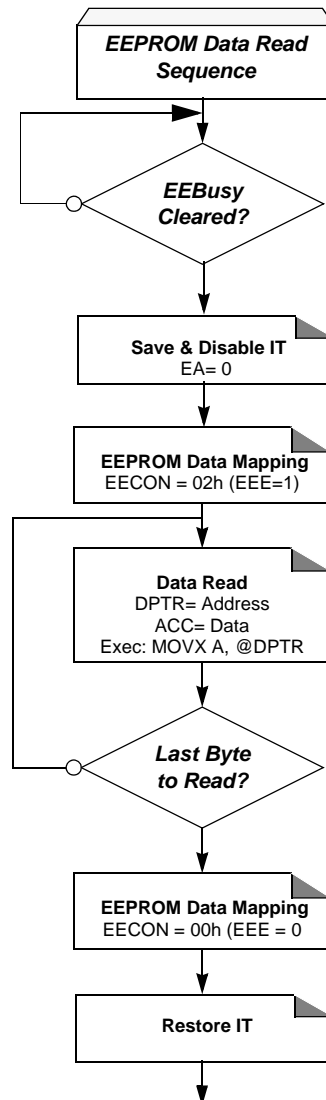 EEPROM Data Read
Sequence
EEBusy
Cleared?
Save & Disable IT
EA= 0
EEPROM Data Mapping
EECON = 02h (EEE=1)
Data Read
DPTR= Address
ACC= Data
Exec: MOVX A, @DPTR
Last Byte
to Read?
EEPROM Data Mapping
EECON = 00h (EEE = 0
Restore IT